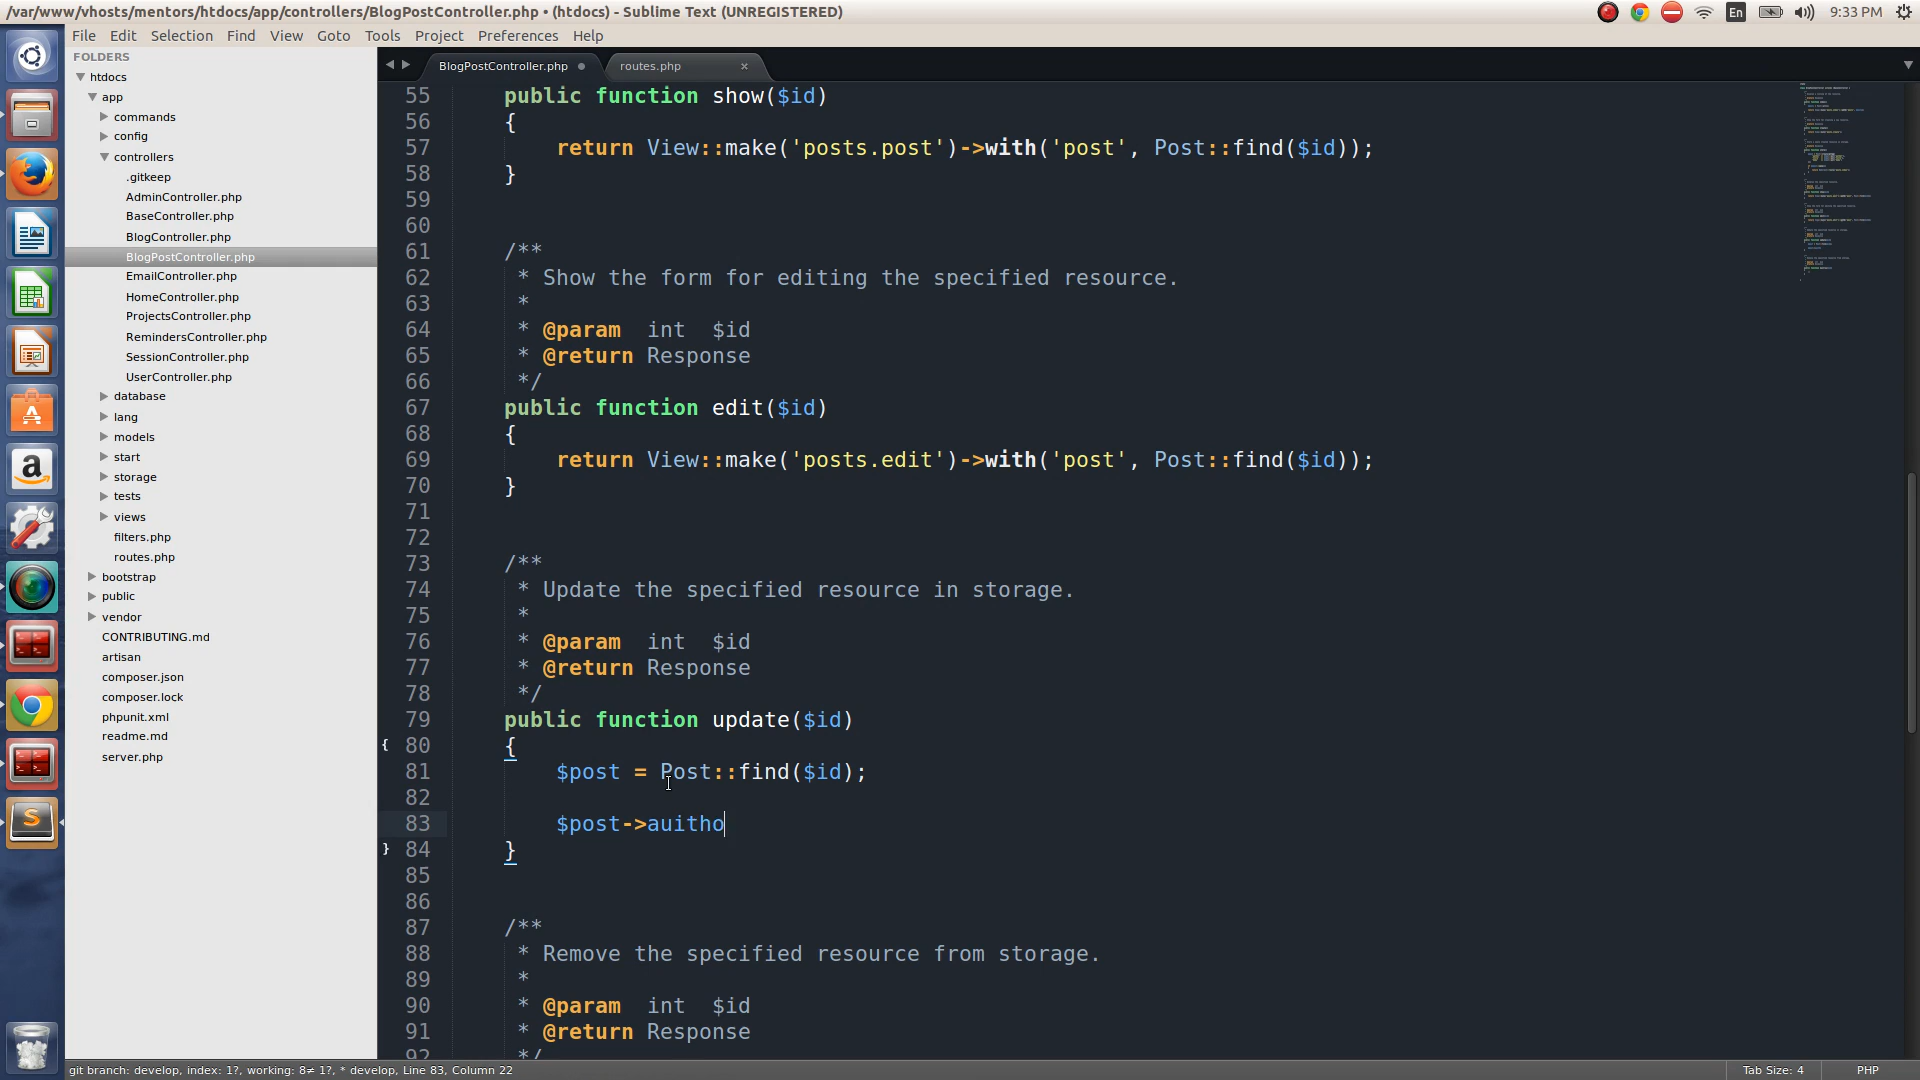 /var/www/vhosts/mentors/htdocs/app/controllers/BlogPostController.php • (htdocs) - Sublime Text (UNREGISTERED)
En
9:33 PM
File Edit Selection Find View Goto Tools Project Preferences Help
FOLDERS
htdocs
app
commands
config
controllers
.gitkeep
AdminController.php
BaseController.php
BlogController.php
BlogPostController.php
EmailController.php
HomeController.php
ProjectsController.php
RemindersController.php
SessionController.php
UserController.php
database
lang
models
start
storage
tests
views
filters.php
routes.php
bootstrap
public
vendor
CONTRIBUTING.md
artisan
composer.json
composer.lock
phpunit.xml
readme.md
server.php
BlogPostController.php
routes.php ×
55 public function show($id)
56 {
57 return View::make('posts.post')->with('post', Post::find($id));
58 }
59
60
61 /**
62 * Show the form for editing the specified resource.
63 *
64 * @param int $id
65 * @return Response
66 */
67 public function edit($id)
68 {
69 return View::make('posts.edit')->with('post', Post::find($id));
70 }
71
72
73 /**
74 * Update the specified resource in storage.
75 *
76 * @param int $id
77 * @return Response
78 */
79 public function update($id)
{ 80 {
81 $post = Post::find($id);
82
83 $post->auitho
} 84 }
85
86
87 /**
88 * Remove the specified resource from storage.
89 *
90 * @param int $id
91 * @return Response
92 */
git branch: develop, index: 1?, working: 8≠ 1?, * develop, Line 83, Column 22
Tab Size: 4
PHP